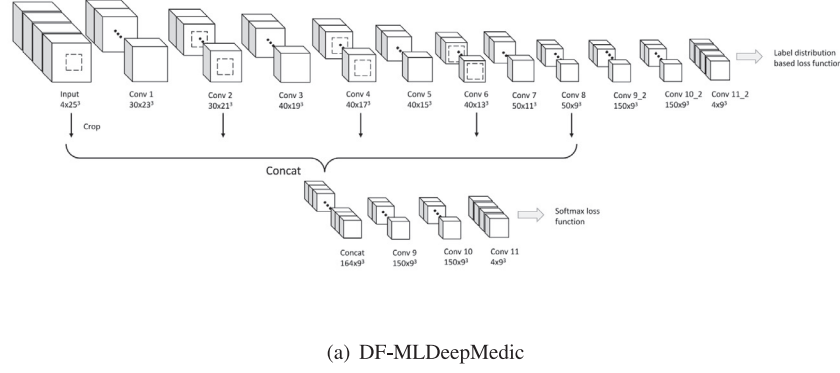 Label distribution
based loss function
Input Conv 1 Conv 2 Conv 3 Conv 4 Conv 5 Conv 6 Conv 7 Conv 8 Conv 9_2 Conv 10_2 Conv 11_2
4x25³ 30x23³ 30x21³ 40x19³ 40x17³ 40x15³ 40x13³ 50x11³ 50x9³ 150x9³ 150x9³ 4x9³
Crop
Concat
Softmax loss
function
Concat Conv 9 Conv 10 Conv 11
164x9³ 150x9³ 150x9³ 4x9³
(a) DF-MLDeepMedic